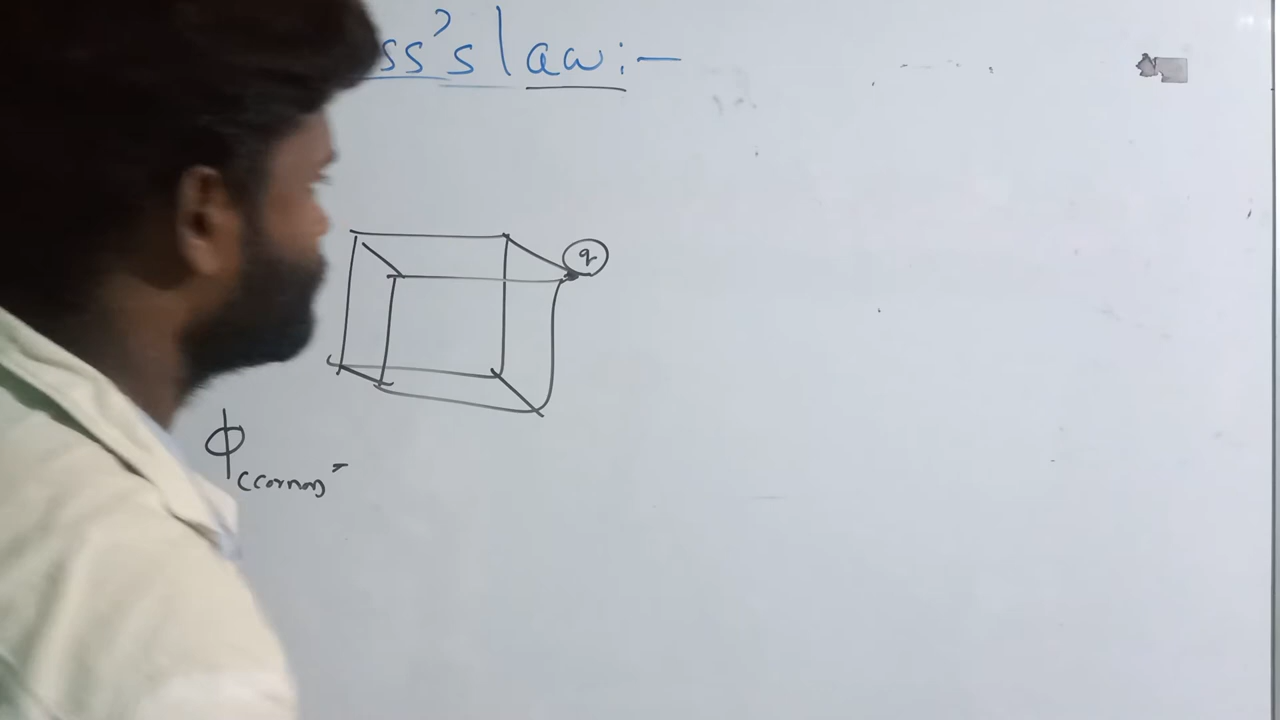 ss's law:-
q
ϕ(corner) =